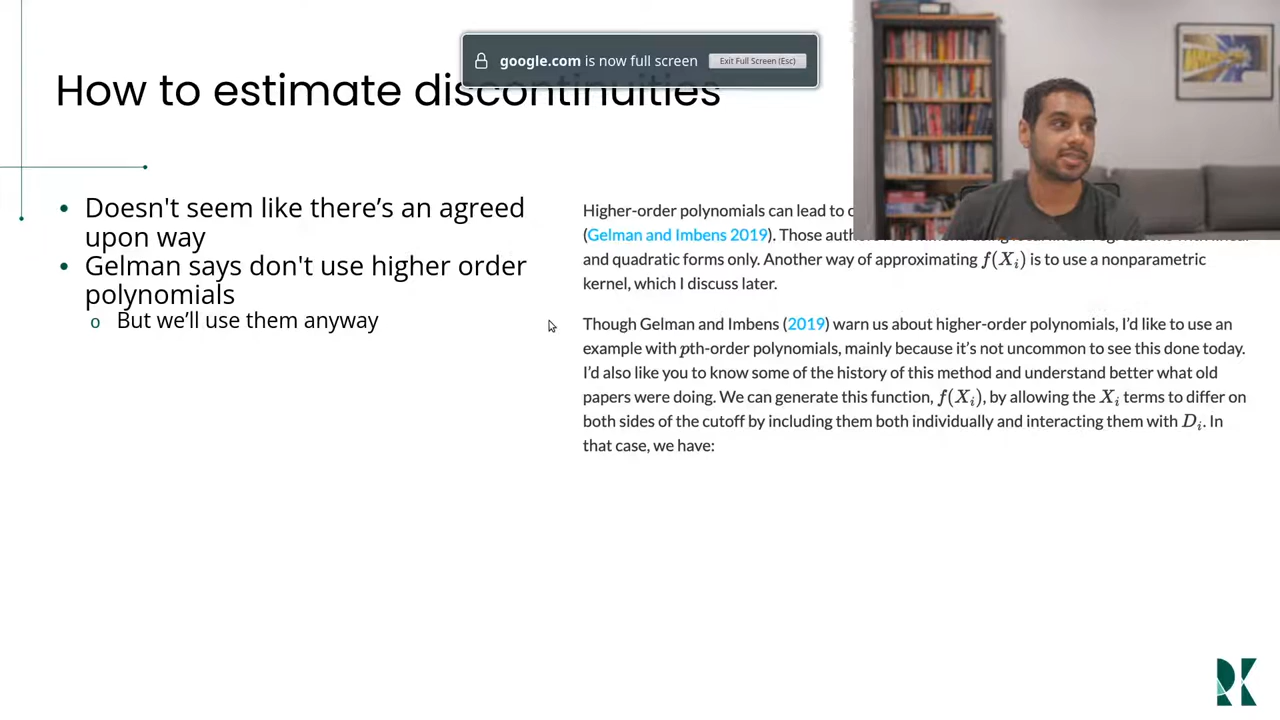 google.com is now full screen
Exit Full Screen (Esc)
How to estimate discontinuities
• Doesn't seem like there's an agreed
upon way
• Gelman says don't use higher order
polynomials
o But we'll use them anyway
Higher-order polynomials can lead to
(Gelman and Imbens 2019). Those
and quadratic forms only. Another way of approximating f(Xᵢ) is to use a nonparametric
kernel, which I discuss later.
Though Gelman and Imbens (2019) warn us about higher-order polynomials, I'd like to use an
example with pth-order polynomials, mainly because it's not uncommon to see this done today.
I'd also like you to know some of the history of this method and understand better what old
papers were doing. We can generate this function, f(Xᵢ), by allowing the Xᵢ terms to differ on
both sides of the cutoff by including them both individually and interacting them with Dᵢ. In
that case, we have:
RK